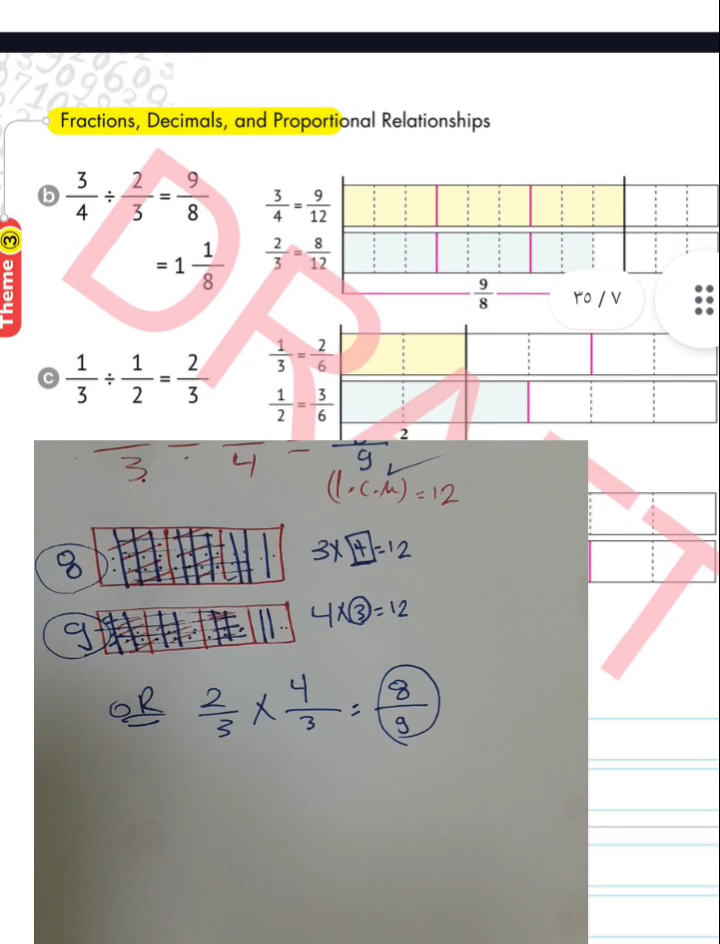 Fractions, Decimals, and Proportional Relationships
Theme 3
b 3/4 ÷ 2/3 = 9/8
= 1 1/8
3/4 = 9/12
2/3 = 8/12
9/8
٣٥ / ٧
c 1/3 ÷ 1/2 = 2/3
1/3 = 2/6
1/2 = 3/6
2
DRAFT
3 ÷ 4 = 9
(l.c.m) = 12
8
3 × 4 = 12
9
4 × 3 = 12
OR 2/3 × 4/3 = 8/9